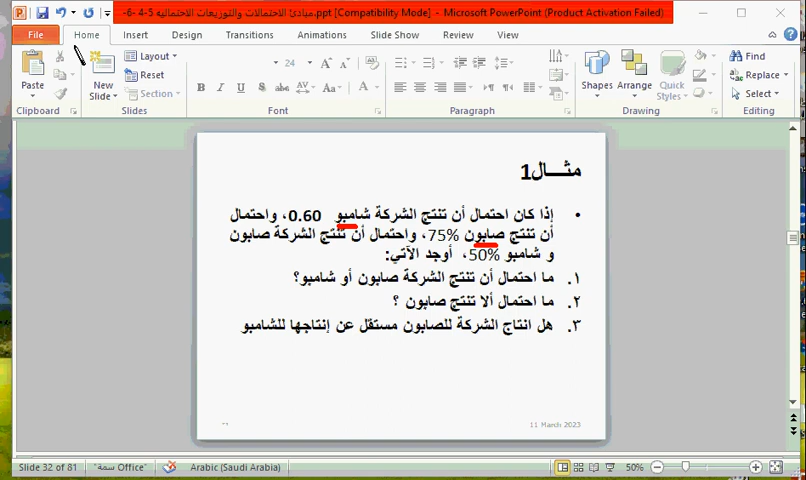 -6- 4-5 مبادئ الاحتمالات والتوزيعات الاحتماليه.ppt [Compatibility Mode] - Microsoft PowerPoint (Product Activation Failed)
File Home Insert Design Transitions Animations Slide Show Review View
Paste
New Slide
Layout
Reset
Section
24
Shapes Arrange Quick Styles
Find
Replace
Select
Clipboard Slides Font Paragraph Drawing Editing
مثـــال1
• إذا كان احتمال أن تنتج الشركة شامبو 0.60، واحتمال
أن تنتج صابون 75%، واحتمال أن تنتج الشركة صابون
و شامبو 50%، أوجد الآتي:
١. ما احتمال أن تنتج الشركة صابون أو شامبو؟
٢. ما احتمال ألا تنتج صابون ؟
٣. هل انتاج الشركة للصابون مستقل عن إنتاجها للشامبو
11 March 2023
Slide 32 of 81 "سمة Office" Arabic (Saudi Arabia) 50%